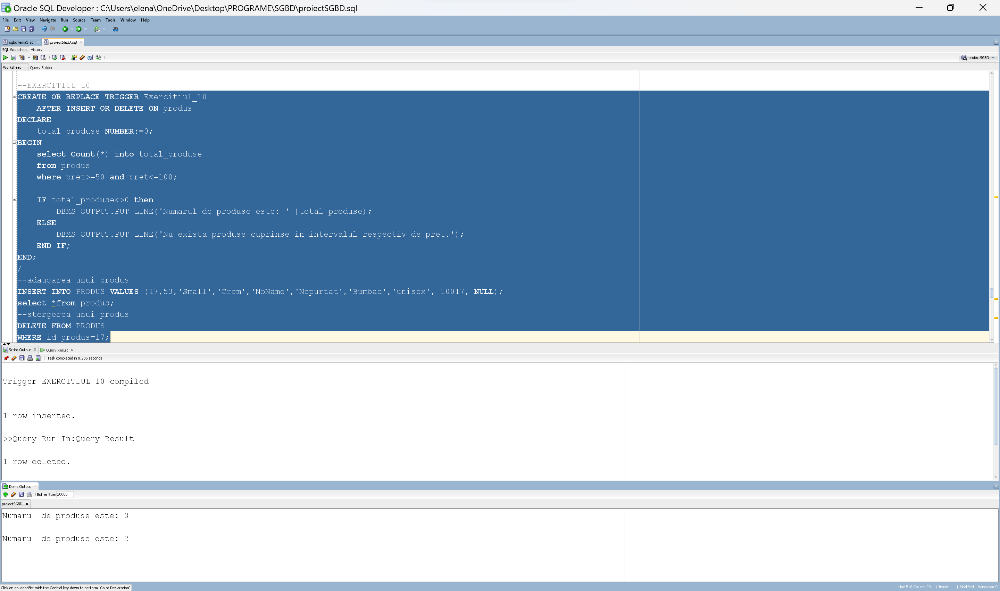 Oracle SQL Developer : C:\Users\elena\OneDrive\Desktop\PROGRAME\SGBD\proiectSGBD.sql
File Edit View Navigate Run Source Team Tools Window Help
sgbdTema3.sql proiectSGBD.sql
SQL Worksheet History
proiectSGBD
Worksheet Query Builder
--EXERCITIUL 10
CREATE OR REPLACE TRIGGER Exercitiul_10
    AFTER INSERT OR DELETE ON produs
DECLARE
    total_produse NUMBER:=0;
BEGIN
    select Count(*) into total_produse
    from produs
    where pret>=50 and pret<=100;
    IF total_produse<>0 then
        DBMS_OUTPUT.PUT_LINE('Numarul de produse este: '||total_produse);
    ELSE
        DBMS_OUTPUT.PUT_LINE('Nu exista produse cuprinse in intervalul respectiv de pret.');
    END IF;
END;
/
--adaugarea unui produs
INSERT INTO PRODUS VALUES (17,53,'Small','Crem','NoName','Nepurtat','Bumbac','unisex', 10017, NULL);
select *from produs;
--stergerea unui produs
DELETE FROM PRODUS
WHERE id_produs=17;
Script Output x Query Result x
Task completed in 0.206 seconds
Trigger EXERCITIUL_10 compiled
1 row inserted.
>>Query Run In:Query Result
1 row deleted.
Dbms Output
Buffer Size: 20000
proiectSGBD x
Numarul de produse este: 3
Numarul de produse este: 2
Click on an identifier with the Control key down to perform "Go to Declaration"
| Line 518 Column 20 | Insert | Modified | Windows: C